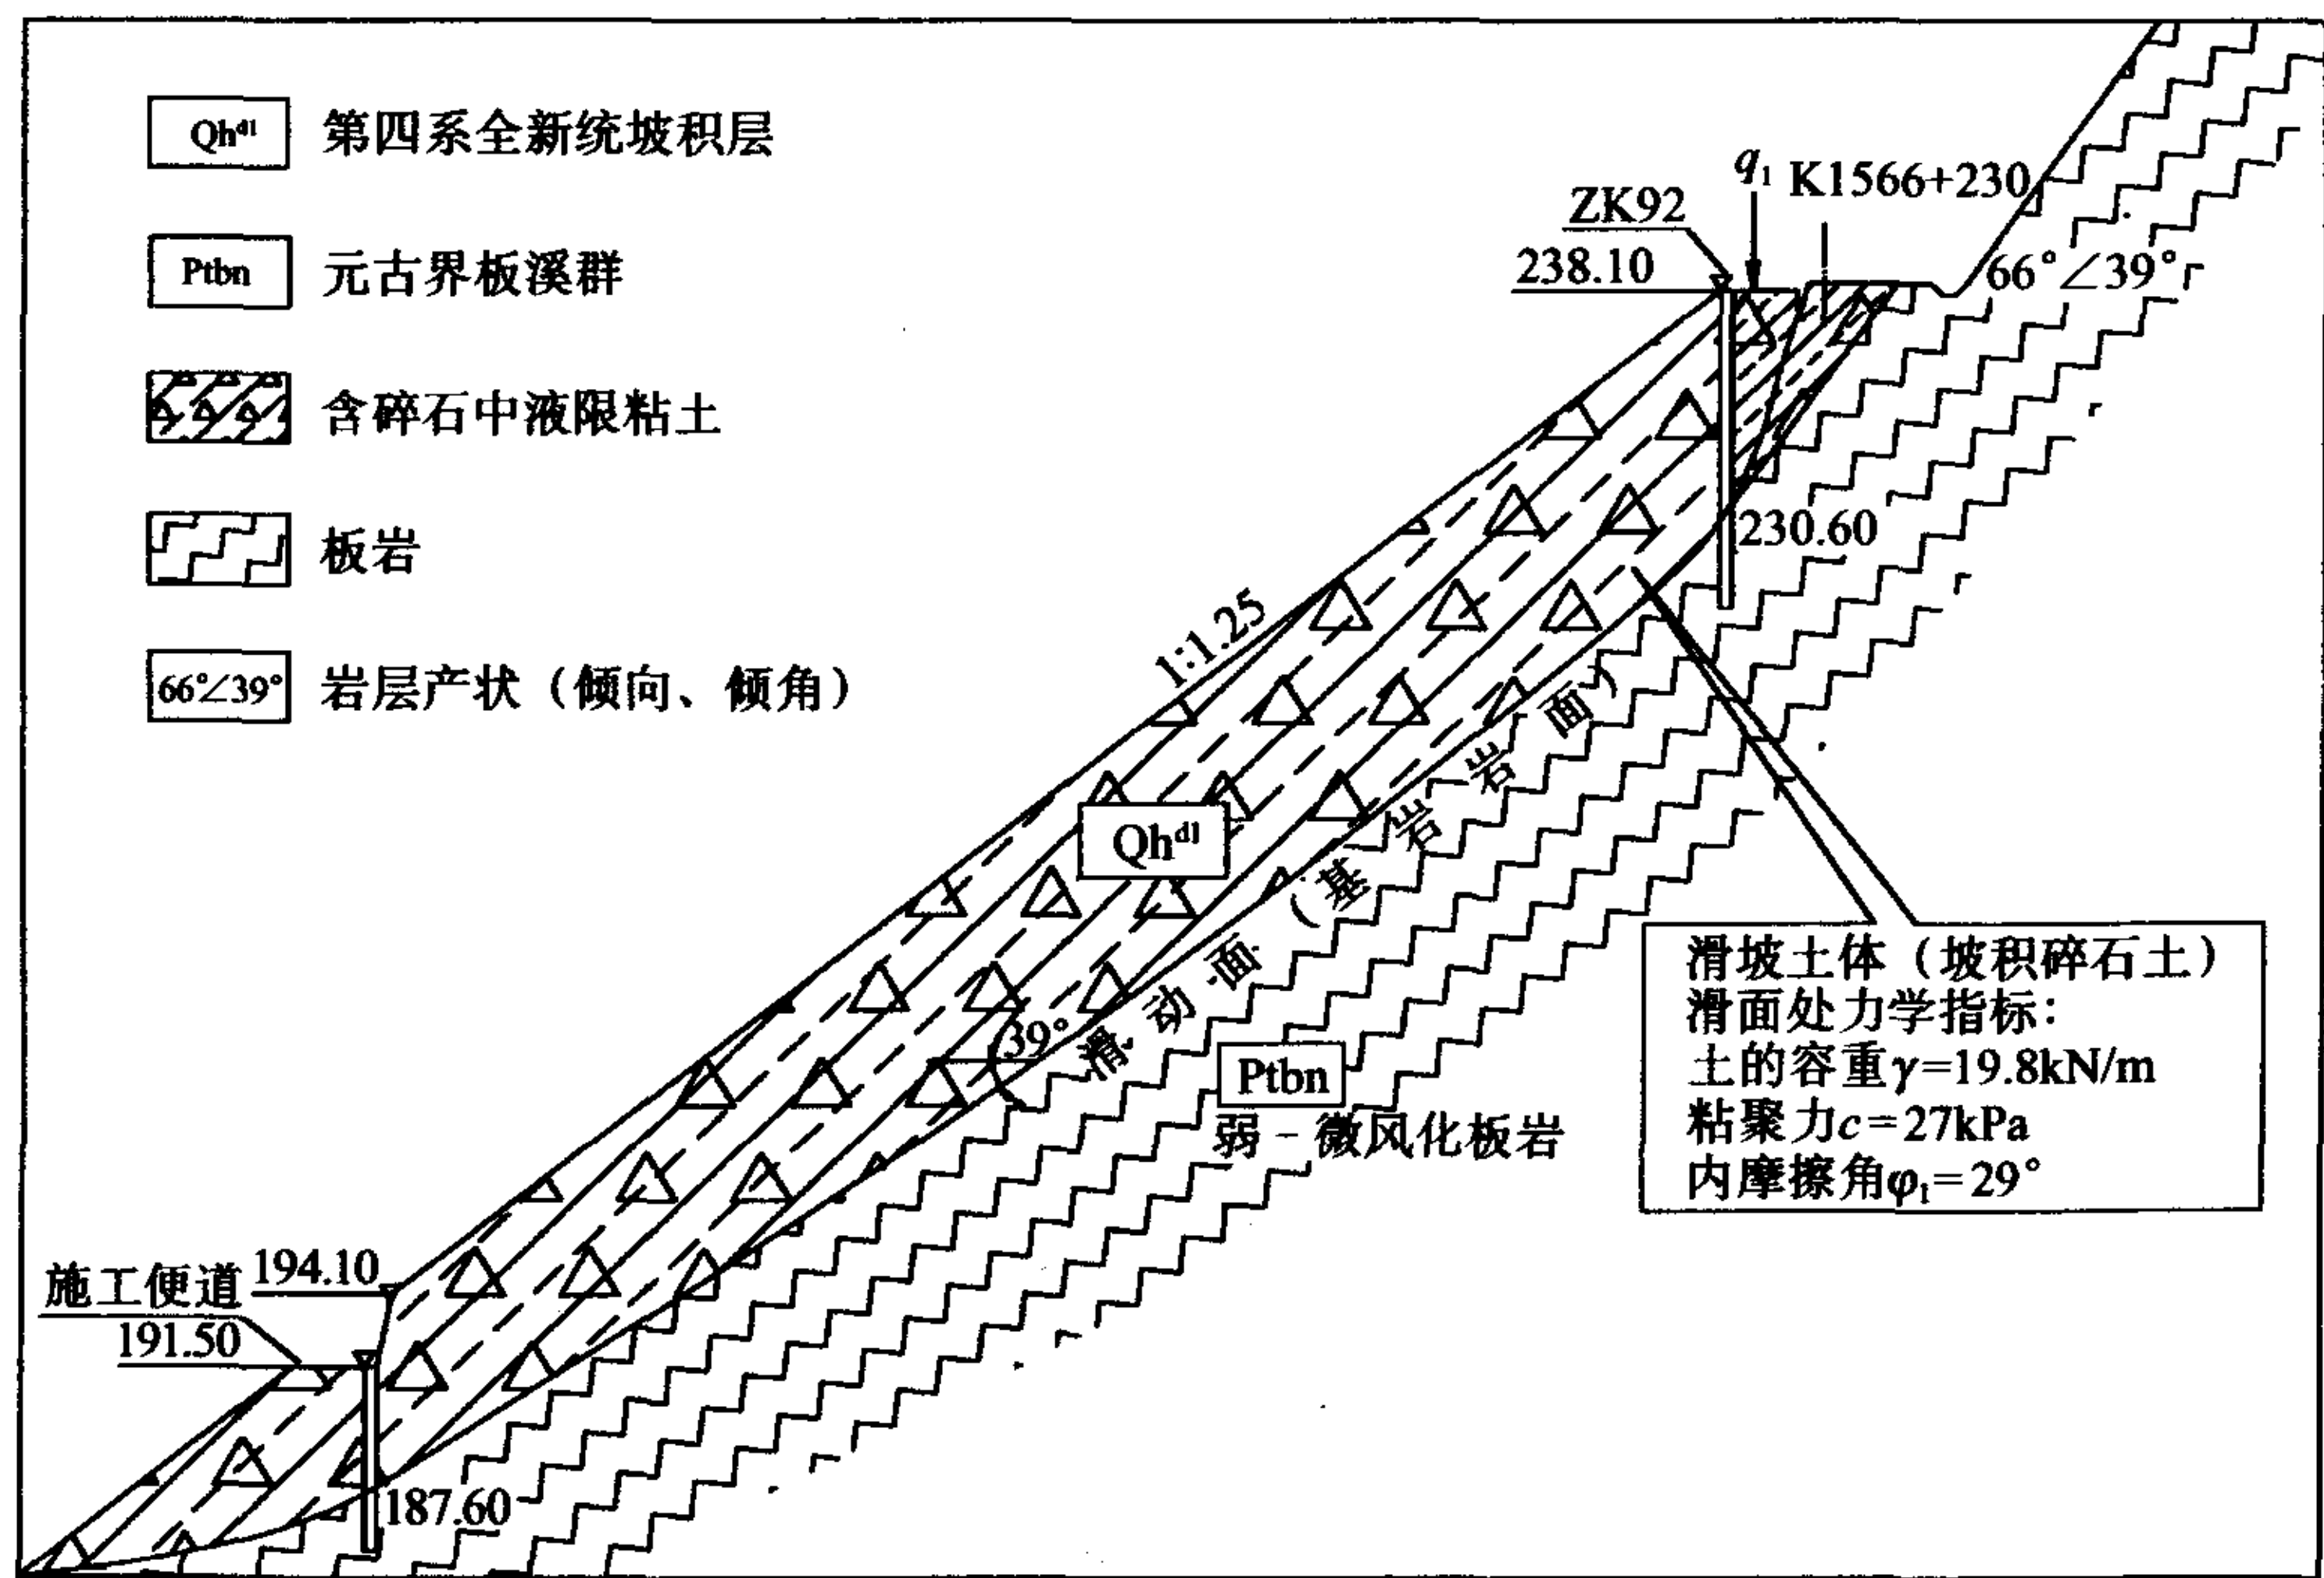 Qhdl 第四系全新统坡积层
Ptbn 元古界板溪群
含碎石中液限粘土
板岩
66°∠39° 岩层产状（倾向、倾角）
q1 K1566+230
ZK92
238.10
66°∠39°
230.60
1:1.25
滑动面（基岩岩面）
Qhdl
39°
Ptbn
弱-微风化板岩
滑坡土体（坡积碎石土）
滑面处力学指标：
土的容重γ=19.8kN/m
粘聚力c=27kPa
内摩擦角φ1=29°
施工便道 194.10
191.50
187.60